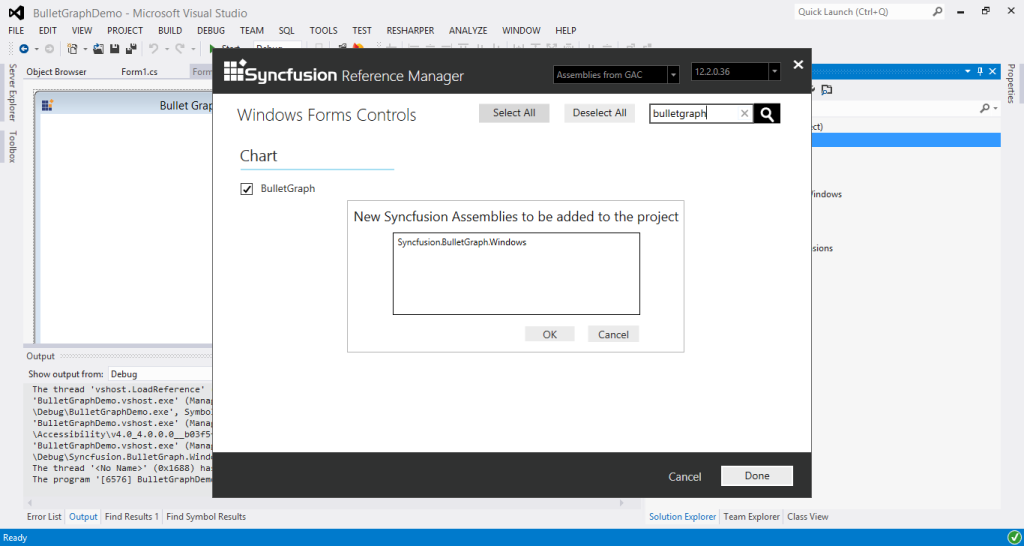 BulletGraphDemo - Microsoft Visual Studio
Quick Launch (Ctrl+Q)
FILE EDIT VIEW PROJECT BUILD DEBUG TEAM SQL TOOLS TEST RESHARPER ANALYZE WINDOW HELP
Server Explorer
Toolbox
Object Browser Form1.cs Form
Properties
Bullet Grap
Syncfusion Reference Manager
Assemblies from GAC
12.2.0.36
Windows Forms Controls
Select All
Deselect All
bulletgraph
Chart
BulletGraph
New Syncfusion Assemblies to be added to the project
Syncfusion.BulletGraph.Windows
OK Cancel
ct)
Windows
sions
Output
Show output from: Debug
The thread 'vshost.LoadReference'
'BulletGraphDemo.vshost.exe' (Manag
\Debug\BulletGraphDemo.exe', Symbol
'BulletGraphDemo.vshost.exe' (Manag
\Accessibility\v4.0_4.0.0.0__b03f5
'BulletGraphDemo.vshost.exe' (Manag
\Debug\Syncfusion.BulletGraph.Windo
The thread '<No Name>' (0x1688) has
The program '[6576] BulletGraphDemo
Cancel Done
Error List Output Find Results 1 Find Symbol Results
Solution Explorer Team Explorer Class View
Ready